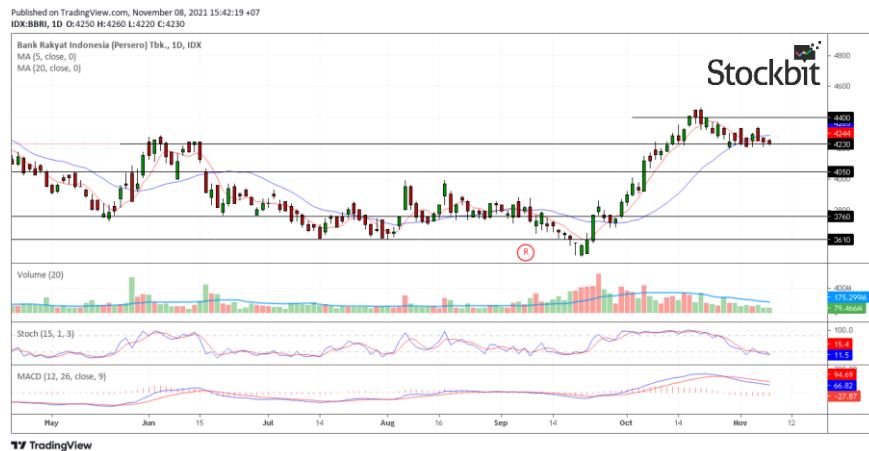 Published on TradingView.com, November 08, 2021 15:42:19 +07
IDX:BBRI, 1D O:4250 H:4260 L:4220 C:4230
Bank Rakyat Indonesia (Persero) Tbk., 1D, IDX
MA (5, close, 0)
MA (20, close, 0)
Stockbit
4800
4600
4400
4244
4230
4050
4000
3760
3610
R
Volume (20)
400M
175.299M
79.466M
Stoch (15, 1, 3)
100.0
15.4
11.5
MACD (12, 26, close, 9)
94.69
66.82
-27.87
May Jun 15 Jul 14 Aug 16 Sep 14 Oct 14 Nov 12
TradingView